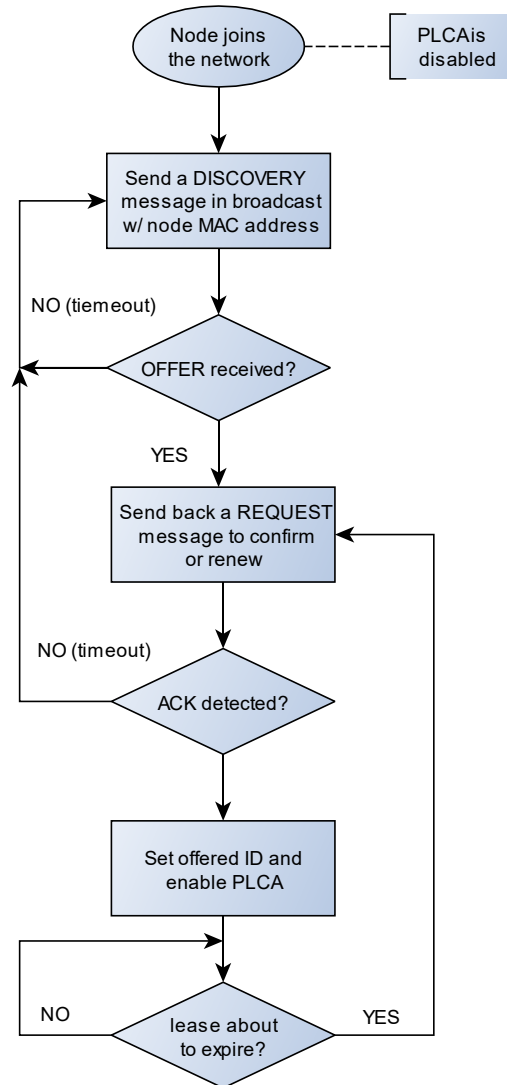 Node joins
the network
PLCAis
disabled
Send a DISCOVERY
message in broadcast
w/ node MAC address
NO (tiemeout)
OFFER received?
YES
Send back a REQUEST
message to confirm
or renew
NO (timeout)
ACK detected?
Set offered ID and
enable PLCA
NO
lease about
to expire?
YES